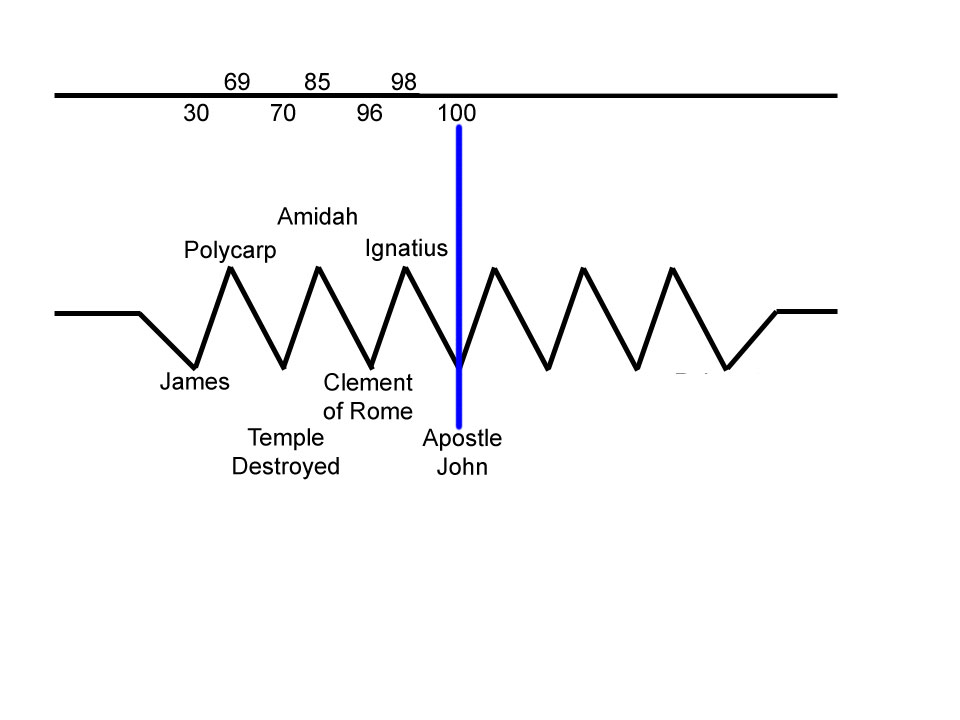 69 85 98
30 70 96 100
Amidah
Polycarp Ignatius
James
Clement
of Rome
Temple
Destroyed
Apostle
John